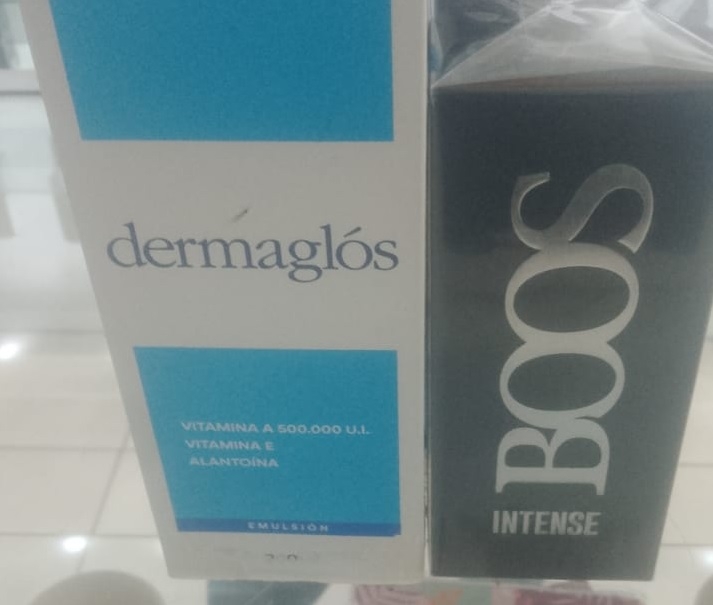 dermaglós
VITAMINA A 500.000 U.I.
VITAMINA E
ALANTOÍNA
EMULSIÓN
BOOS
INTENSE